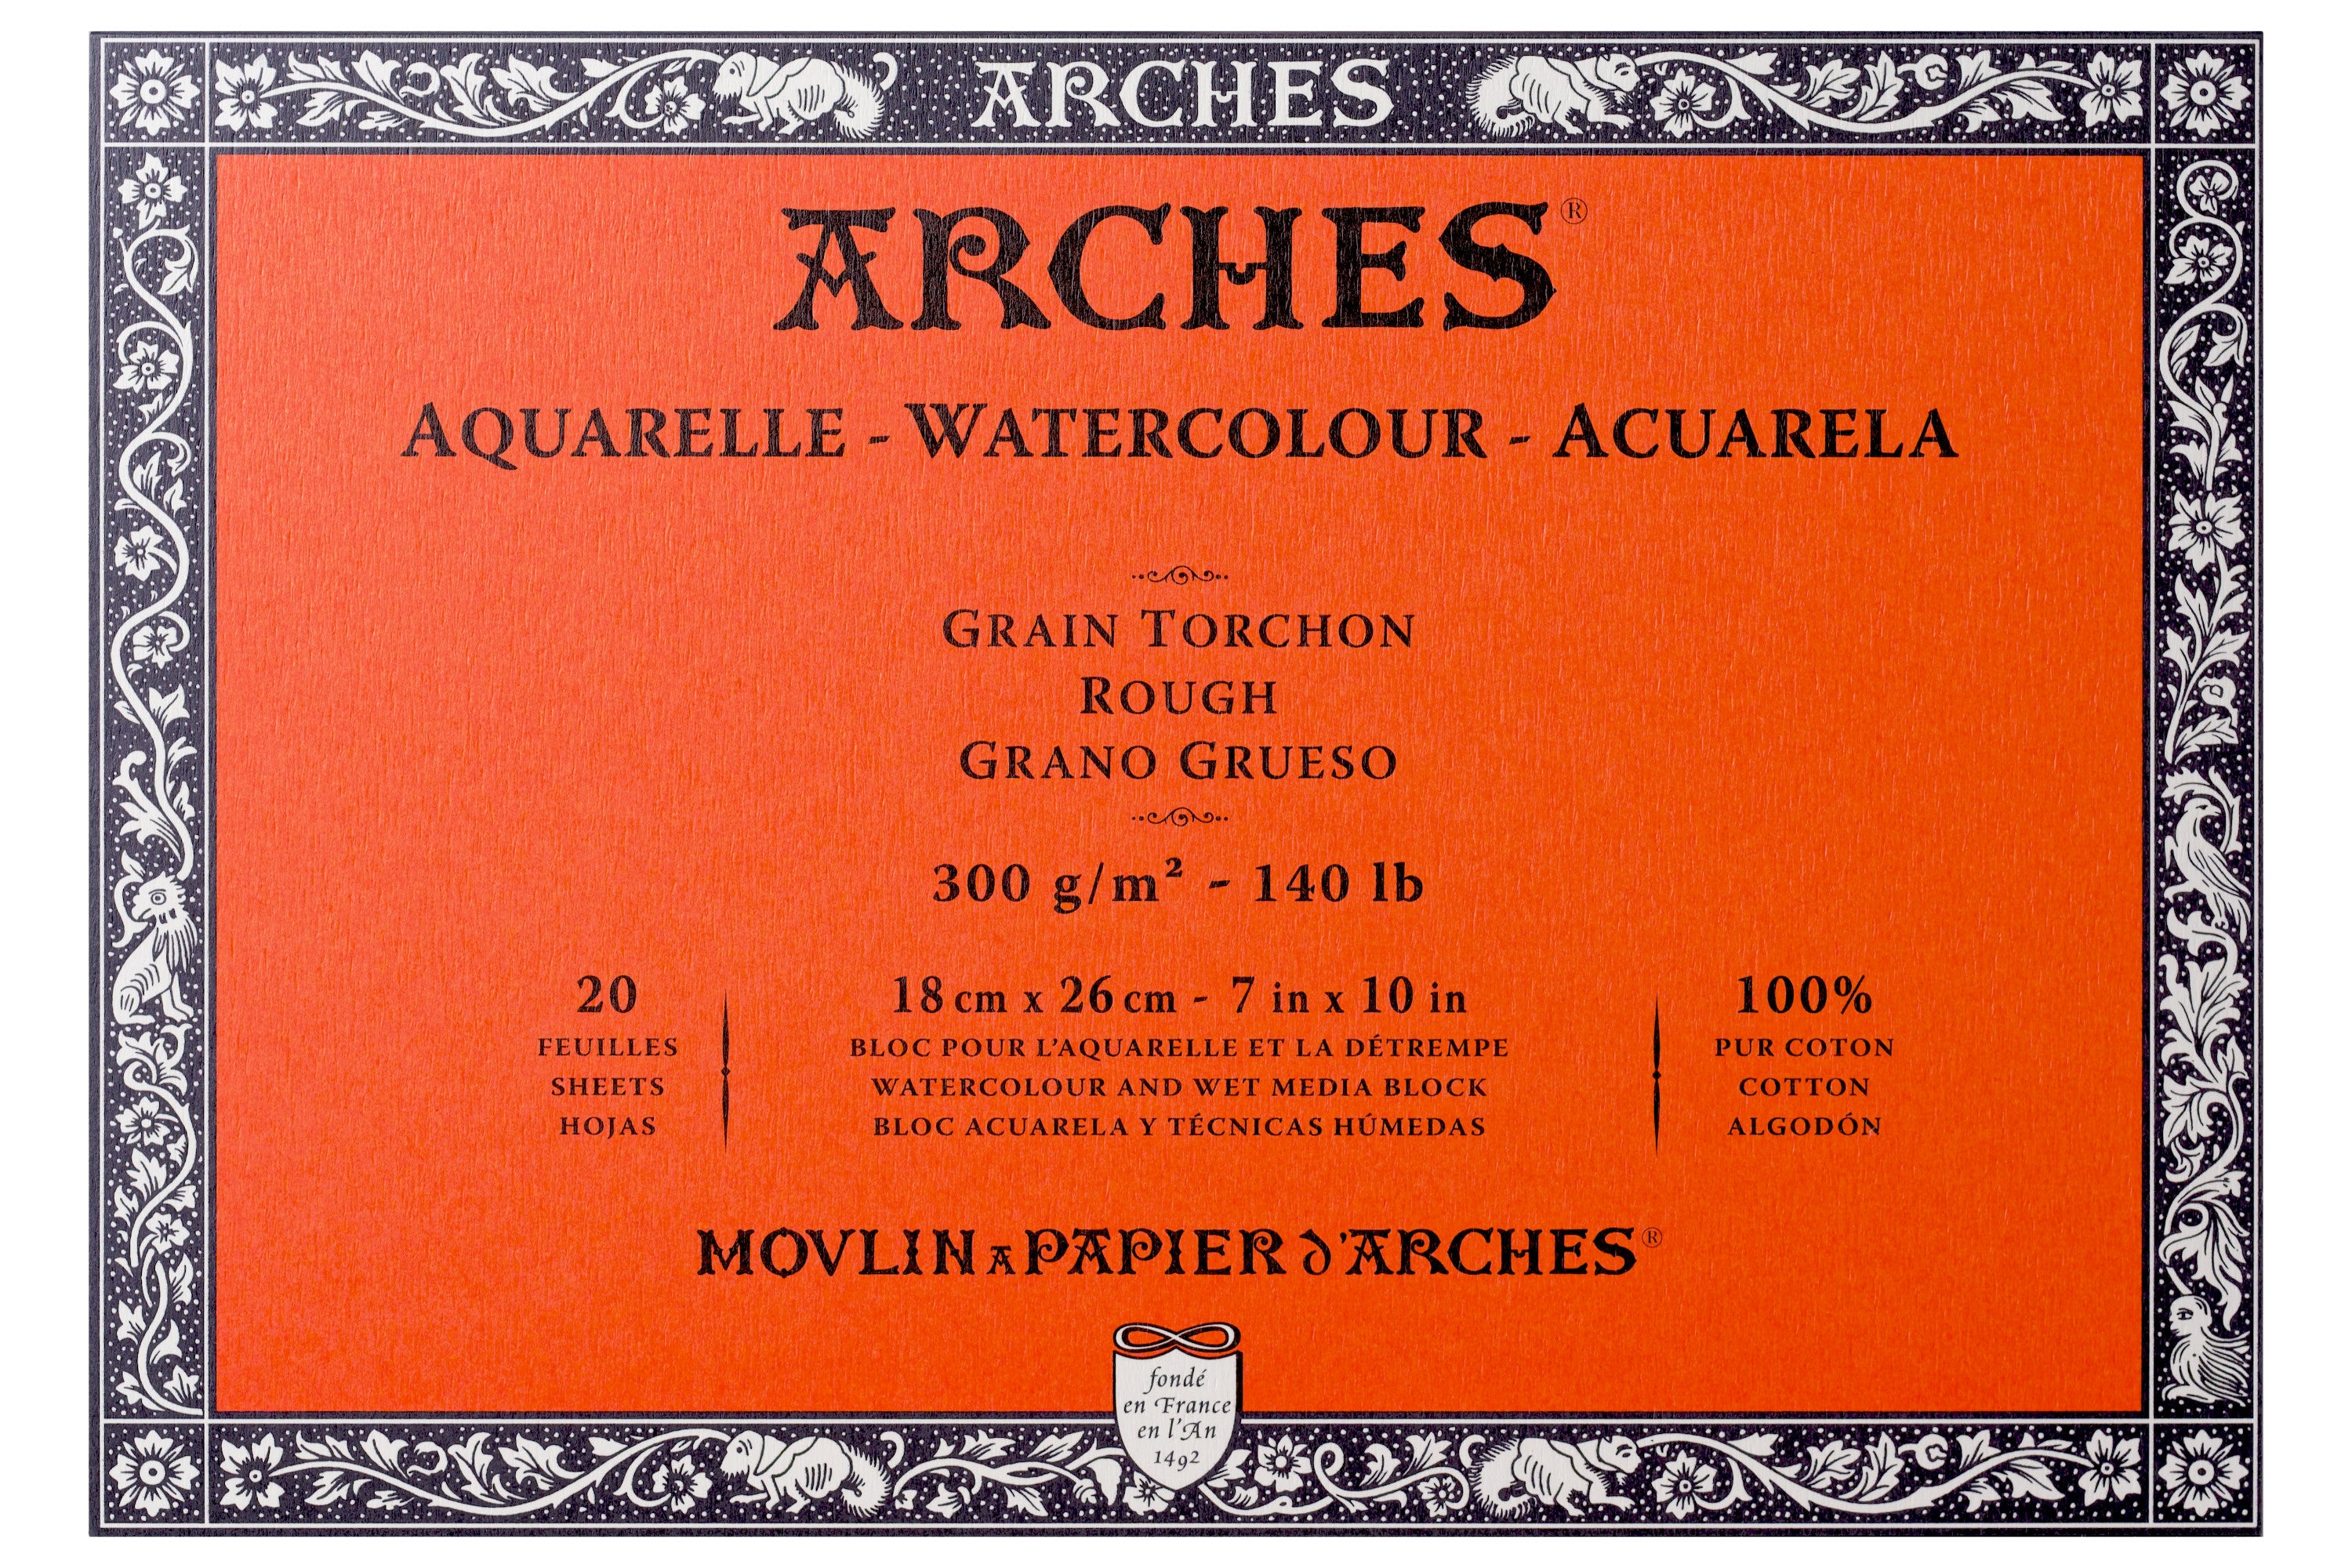 ARCHES
ARCHES®
AQUARELLE - WATERCOLOUR - ACUARELA
GRAIN TORCHON
ROUGH
GRANO GRUESO
300 g/m² - 140 lb
20
FEUILLES
SHEETS
HOJAS
18 cm x 26 cm - 7 in x 10 in
BLOC POUR L'AQUARELLE ET LA DÉTREMPE
WATERCOLOUR AND WET MEDIA BLOCK
BLOC ACUARELA Y TÉCNICAS HÚMEDAS
100%
PUR COTON
COTTON
ALGODÓN
MOVLIN A PAPIER D'ARCHES®
fondé
en France
en l'An
1492